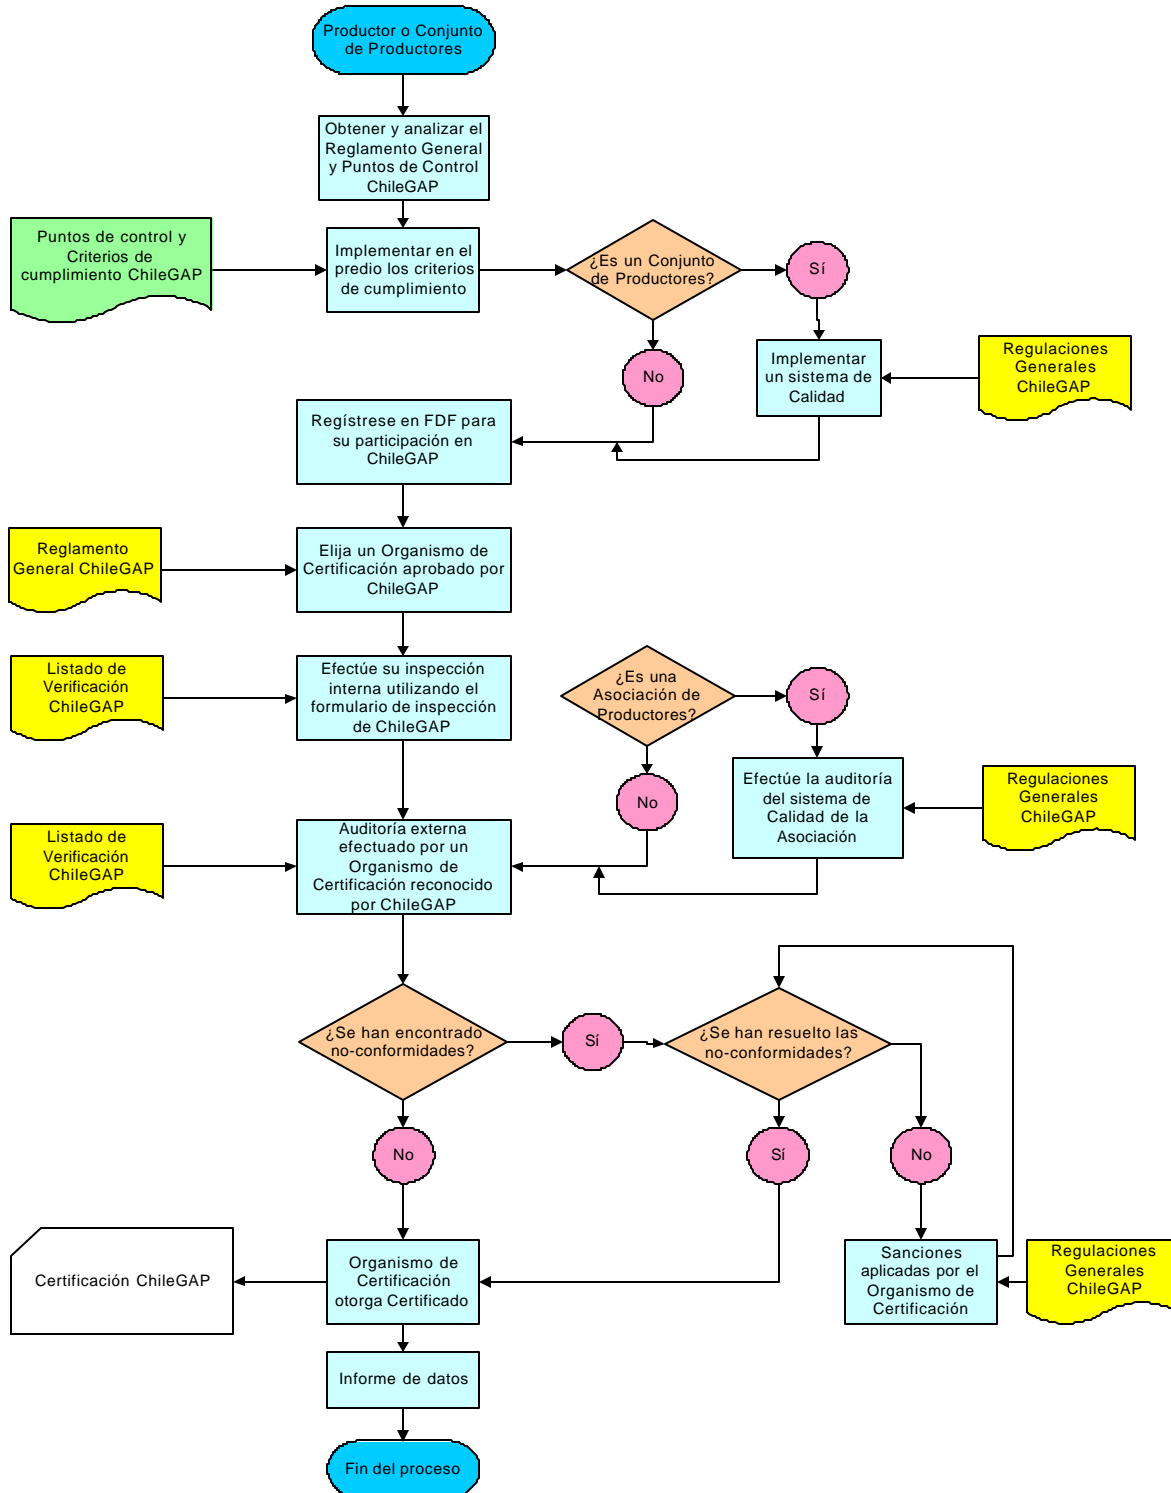 Productor o Conjunto
de Productores
Obtener y analizar el
Reglamento General
y Puntos de Control
ChileGAP
Puntos de control y
Criterios de
cumplimiento ChileGAP
Implementar en el
predio los criterios
de cumplimiento
¿Es un Conjunto
de Productores?
Sí
No
Implementar
un sistema de
Calidad
Regulaciones
Generales
ChileGAP
Regístrese en FDF para
su participación en
ChileGAP
Reglamento
General ChileGAP
Elija un Organismo de
Certificación aprobado por
ChileGAP
Listado de
Verificación
ChileGAP
Efectúe su inspección
interna utilizando el
formulario de inspección
de ChileGAP
¿Es una
Asociación de
Productores?
Sí
No
Efectúe la auditoría
del sistema de
Calidad de la
Asociación
Regulaciones
Generales
ChileGAP
Listado de
Verificación
ChileGAP
Auditoría externa
efectuado por un
Organismo de
Certificación reconocido
por ChileGAP
¿Se han encontrado
no-conformidades?
Sí
¿Se han resuelto las
no-conformidades?
No
Sí
No
Certificación ChileGAP
Organismo de
Certificación
otorga Certificado
Sanciones
aplicadas por el
Organismo de
Certificación
Regulaciones
Generales
ChileGAP
Informe de datos
Fin del proceso